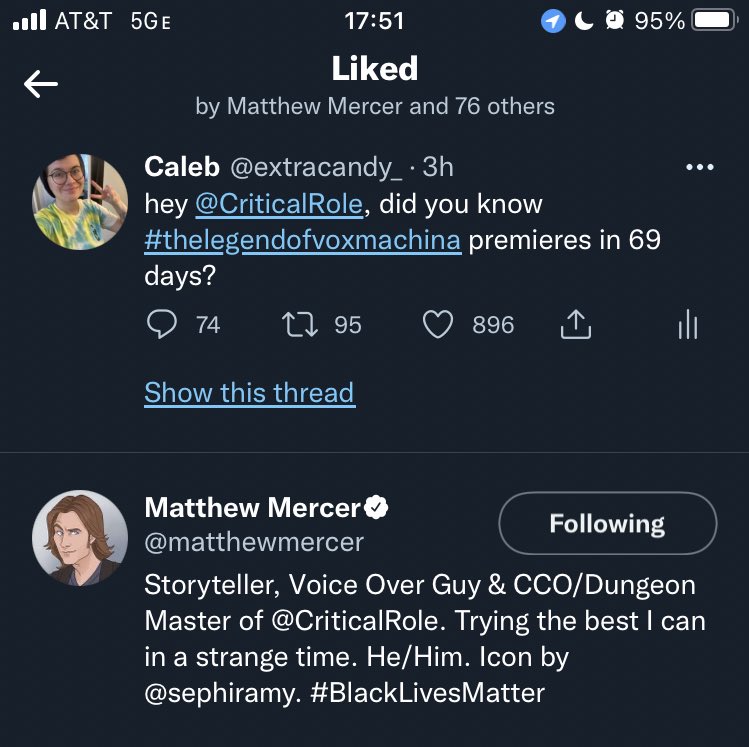 AT&T 5GE 17:51 95%
Liked
by Matthew Mercer and 76 others
Caleb @extracandy_ · 3h
hey @CriticalRole, did you know
#thelegendofvoxmachina premieres in 69
days?
74 95 896
Show this thread
Matthew Mercer
Following
@matthewmercer
Storyteller, Voice Over Guy & CCO/Dungeon
Master of @CriticalRole. Trying the best I can
in a strange time. He/Him. Icon by
@sephiramy. #BlackLivesMatter